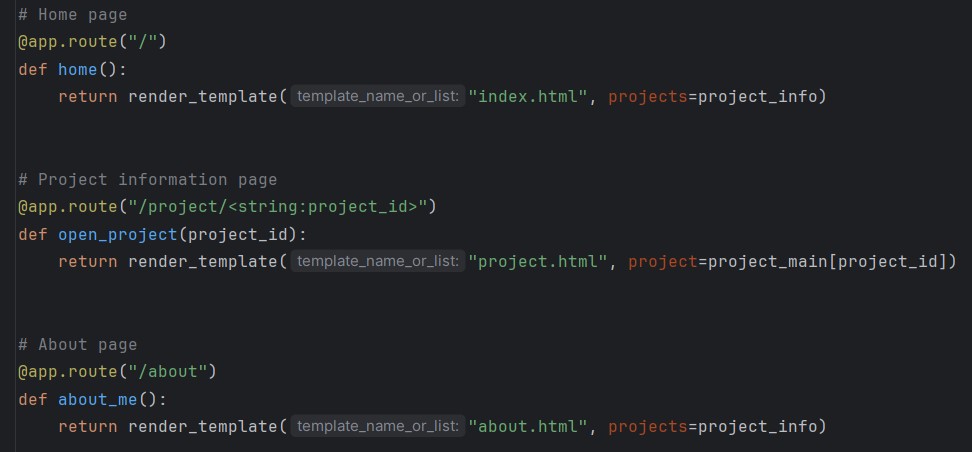 # Home page
@app.route("/")
def home():
    return render_template( template_name_or_list: "index.html", projects=project_info)
# Project information page
@app.route("/project/<string:project_id>")
def open_project(project_id):
    return render_template( template_name_or_list: "project.html", project=project_main[project_id])
# About page
@app.route("/about")
def about_me():
    return render_template( template_name_or_list: "about.html", projects=project_info)